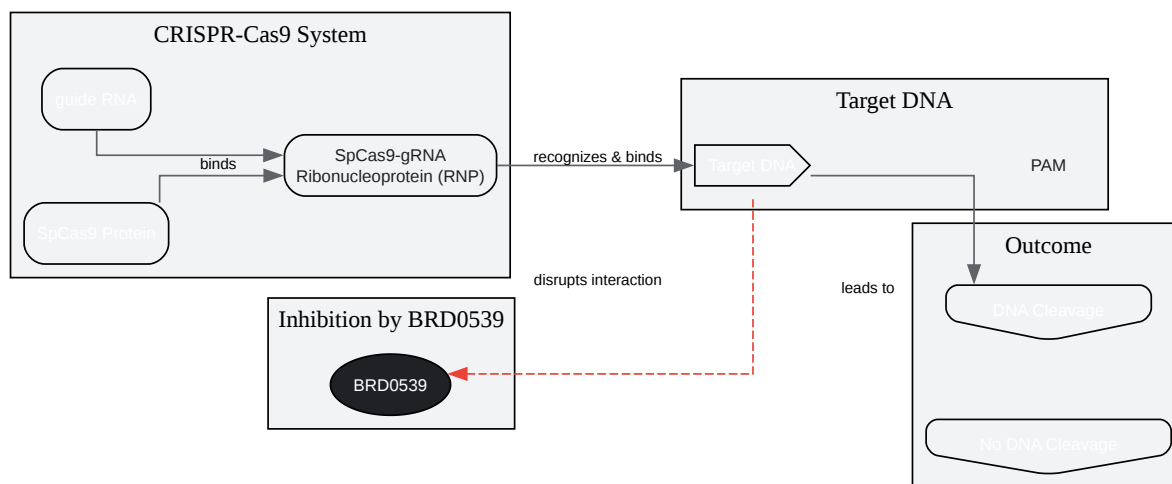 CRISPR-Cas9 System
guide RNA
binds
SpCas9-gRNA
Ribonucleoprotein (RNP)
SpCas9 Protein
recognizes & binds
Target DNA
Target DNA
PAM
disrupts interaction
leads to
Inhibition by BRD0539
BRD0539
Outcome
DNA Cleavage
No DNA Cleavage